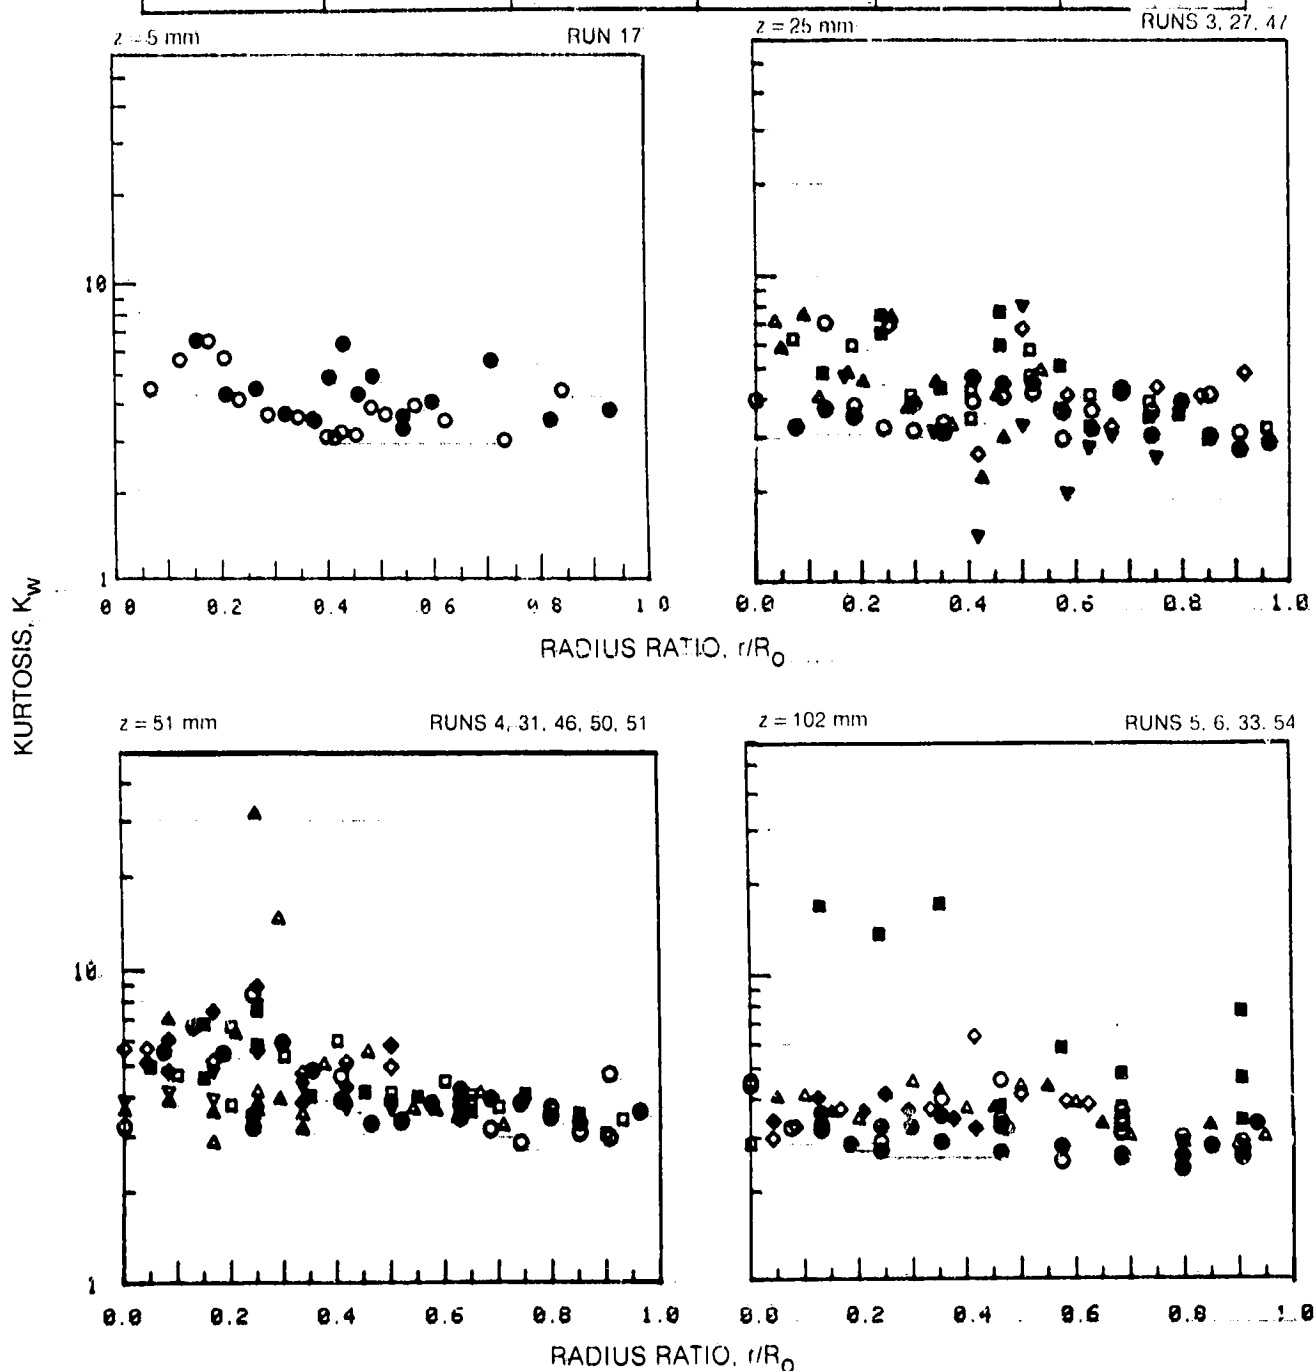 z = 5 mm RUN 17
z = 25 mm RUNS 3, 27, 47
10
1
0.0 0.2 0.4 0.6 0.8 1.0
0.0 0.2 0.4 0.6 0.8 1.0
KURTOSIS, Kw
RADIUS RATIO, r/Ro
z = 51 mm RUNS 4, 31, 46, 50, 51
z = 102 mm RUNS 5, 6, 33, 54
10
1
0.0 0.2 0.4 0.6 0.8 1.0
0.0 0.2 0.4 0.6 0.8 1.0
RADIUS RATIO, r/Ro